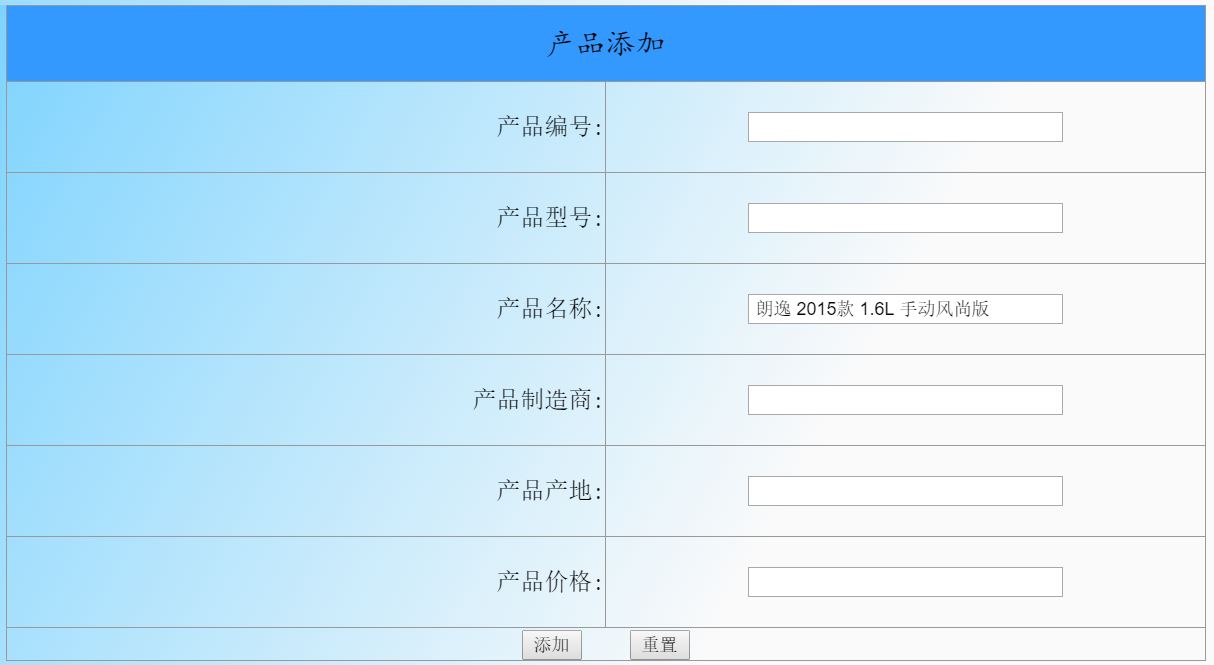 产品添加
产品编号:
产品型号:
产品名称: 朗逸 2015款 1.6L 手动风尚版
产品制造商:
产品产地:
产品价格:
添加 重置